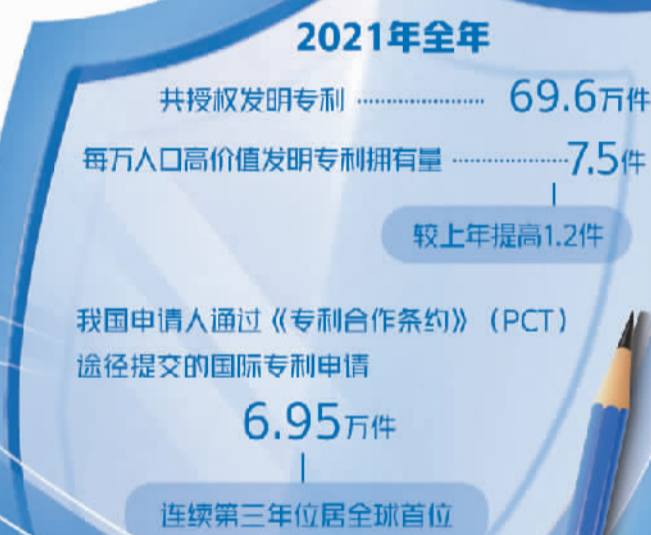 2021年全年
共授权发明专利 ···················· 69.6万件
每万人口高价值发明专利拥有量 ··················7.5件
较上年提高1.2件
我国申请人通过《专利合作条约》（PCT）
途径提交的国际专利申请
6.95万件
连续第三年位居全球首位